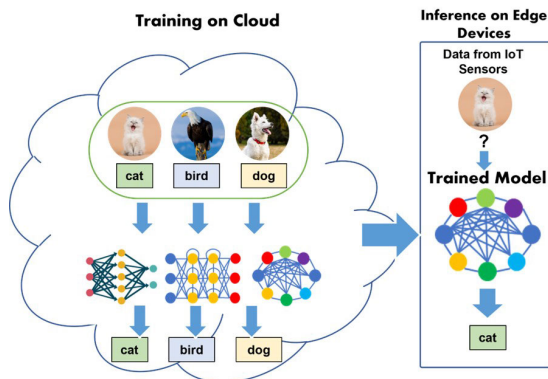 Training on Cloud
cat
bird
dog
cat
bird
dog
Inference on Edge
Devices
Data from IoT
Sensors
?
Trained Model
cat